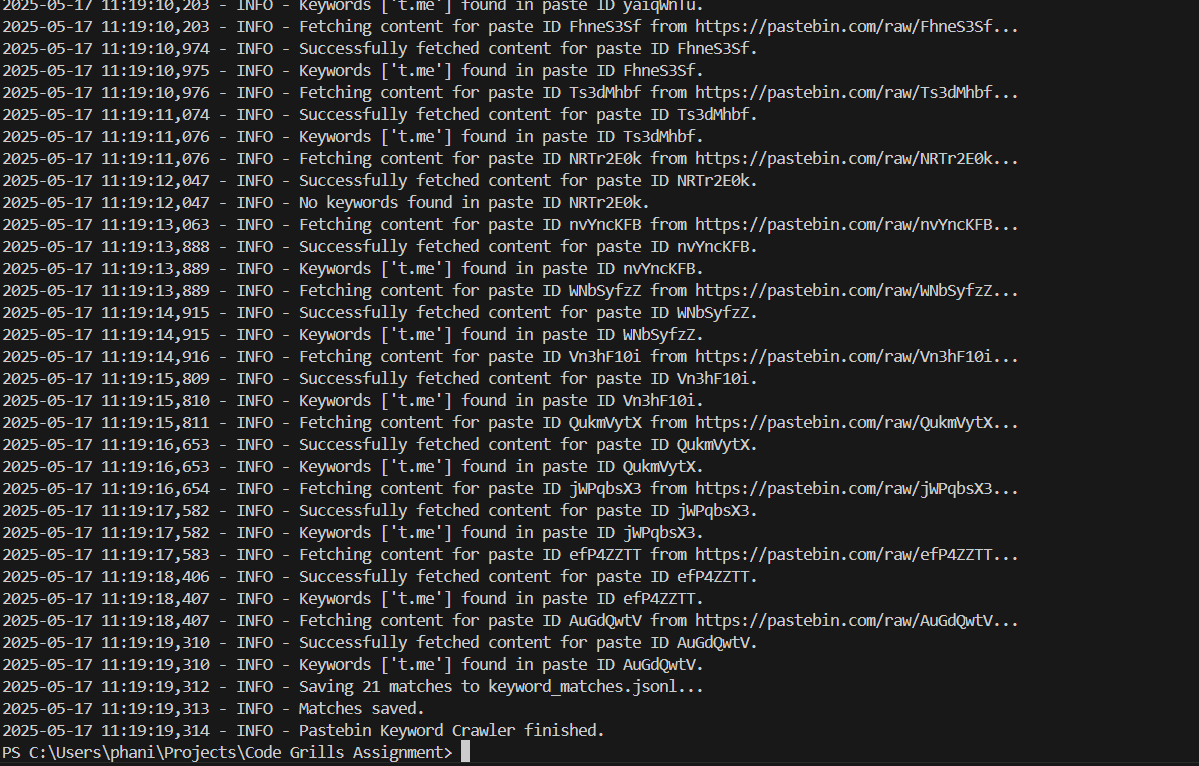 2025-05-17 11:19:10,203 - INFO - Keywords ['t.me'] found in paste ID yaiqWnTu.
2025-05-17 11:19:10,203 - INFO - Fetching content for paste ID FhneS3Sf from https://pastebin.com/raw/FhneS3Sf...
2025-05-17 11:19:10,974 - INFO - Successfully fetched content for paste ID FhneS3Sf.
2025-05-17 11:19:10,975 - INFO - Keywords ['t.me'] found in paste ID FhneS3Sf.
2025-05-17 11:19:10,976 - INFO - Fetching content for paste ID Ts3dMhbf from https://pastebin.com/raw/Ts3dMhbf...
2025-05-17 11:19:11,074 - INFO - Successfully fetched content for paste ID Ts3dMhbf.
2025-05-17 11:19:11,076 - INFO - Keywords ['t.me'] found in paste ID Ts3dMhbf.
2025-05-17 11:19:11,076 - INFO - Fetching content for paste ID NRTr2E0k from https://pastebin.com/raw/NRTr2E0k...
2025-05-17 11:19:12,047 - INFO - Successfully fetched content for paste ID NRTr2E0k.
2025-05-17 11:19:12,047 - INFO - No keywords found in paste ID NRTr2E0k.
2025-05-17 11:19:13,063 - INFO - Fetching content for paste ID nvYncKFB from https://pastebin.com/raw/nvYncKFB...
2025-05-17 11:19:13,888 - INFO - Successfully fetched content for paste ID nvYncKFB.
2025-05-17 11:19:13,889 - INFO - Keywords ['t.me'] found in paste ID nvYncKFB.
2025-05-17 11:19:13,889 - INFO - Fetching content for paste ID WNbSyfzZ from https://pastebin.com/raw/WNbSyfzZ...
2025-05-17 11:19:14,915 - INFO - Successfully fetched content for paste ID WNbSyfzZ.
2025-05-17 11:19:14,915 - INFO - Keywords ['t.me'] found in paste ID WNbSyfzZ.
2025-05-17 11:19:14,916 - INFO - Fetching content for paste ID Vn3hF10i from https://pastebin.com/raw/Vn3hF10i...
2025-05-17 11:19:15,809 - INFO - Successfully fetched content for paste ID Vn3hF10i.
2025-05-17 11:19:15,810 - INFO - Keywords ['t.me'] found in paste ID Vn3hF10i.
2025-05-17 11:19:15,811 - INFO - Fetching content for paste ID QukmVytX from https://pastebin.com/raw/QukmVytX...
2025-05-17 11:19:16,653 - INFO - Successfully fetched content for paste ID QukmVytX.
2025-05-17 11:19:16,653 - INFO - Keywords ['t.me'] found in paste ID QukmVytX.
2025-05-17 11:19:16,654 - INFO - Fetching content for paste ID jWPqbsX3 from https://pastebin.com/raw/jWPqbsX3...
2025-05-17 11:19:17,582 - INFO - Successfully fetched content for paste ID jWPqbsX3.
2025-05-17 11:19:17,582 - INFO - Keywords ['t.me'] found in paste ID jWPqbsX3.
2025-05-17 11:19:17,583 - INFO - Fetching content for paste ID efP4ZZTT from https://pastebin.com/raw/efP4ZZTT...
2025-05-17 11:19:18,406 - INFO - Successfully fetched content for paste ID efP4ZZTT.
2025-05-17 11:19:18,407 - INFO - Keywords ['t.me'] found in paste ID efP4ZZTT.
2025-05-17 11:19:18,407 - INFO - Fetching content for paste ID AuGdQwtV from https://pastebin.com/raw/AuGdQwtV...
2025-05-17 11:19:19,310 - INFO - Successfully fetched content for paste ID AuGdQwtV.
2025-05-17 11:19:19,310 - INFO - Keywords ['t.me'] found in paste ID AuGdQwtV.
2025-05-17 11:19:19,312 - INFO - Saving 21 matches to keyword_matches.jsonl...
2025-05-17 11:19:19,313 - INFO - Matches saved.
2025-05-17 11:19:19,314 - INFO - Pastebin Keyword Crawler finished.
PS C:\Users\phani\Projects\Code Grills Assignment>